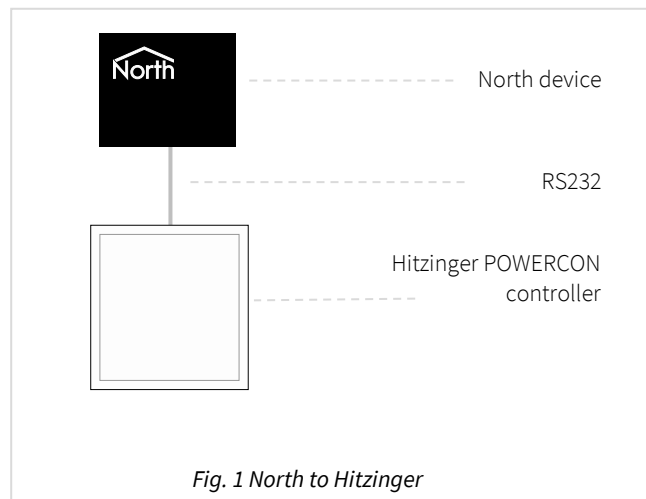 North
North device
RS232
Hitzinger POWERCON
controller
Fig. 1 North to Hitzinger